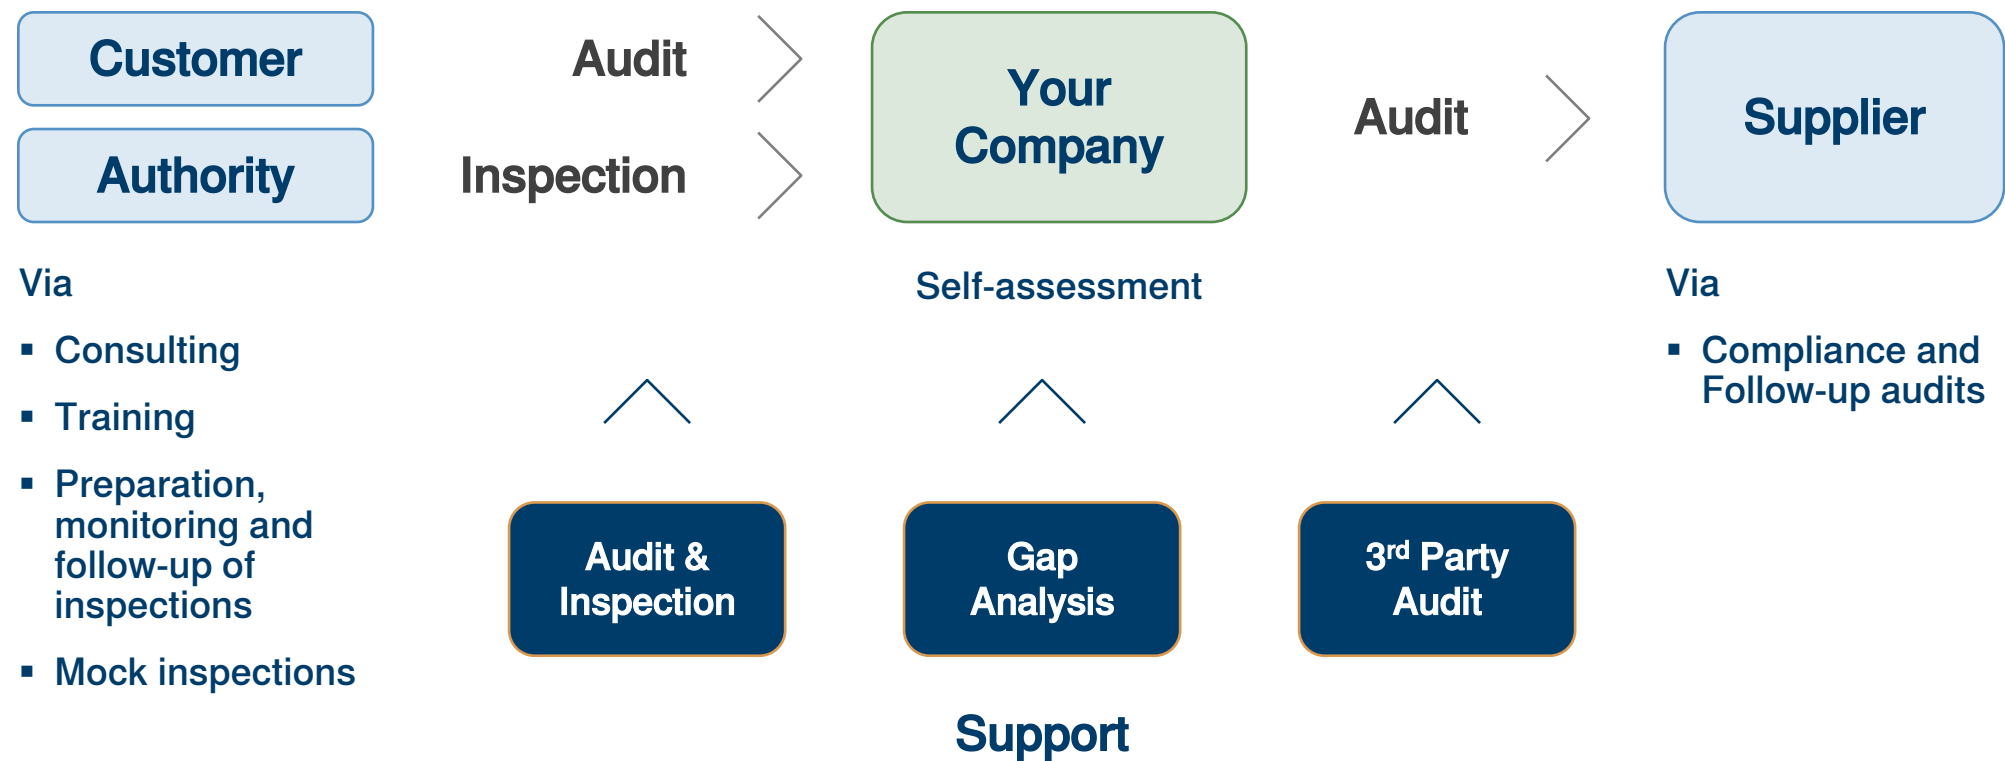 Customer
Audit
Authority
Inspection
Your
Company
Audit
Supplier
Via
▪ Consulting
▪ Training
▪ Preparation,
monitoring and
follow-up of
inspections
▪ Mock inspections
Self-assessment
Via
▪ Compliance and
Follow-up audits
Audit &
Inspection
Gap
Analysis
3rd Party
Audit
Support